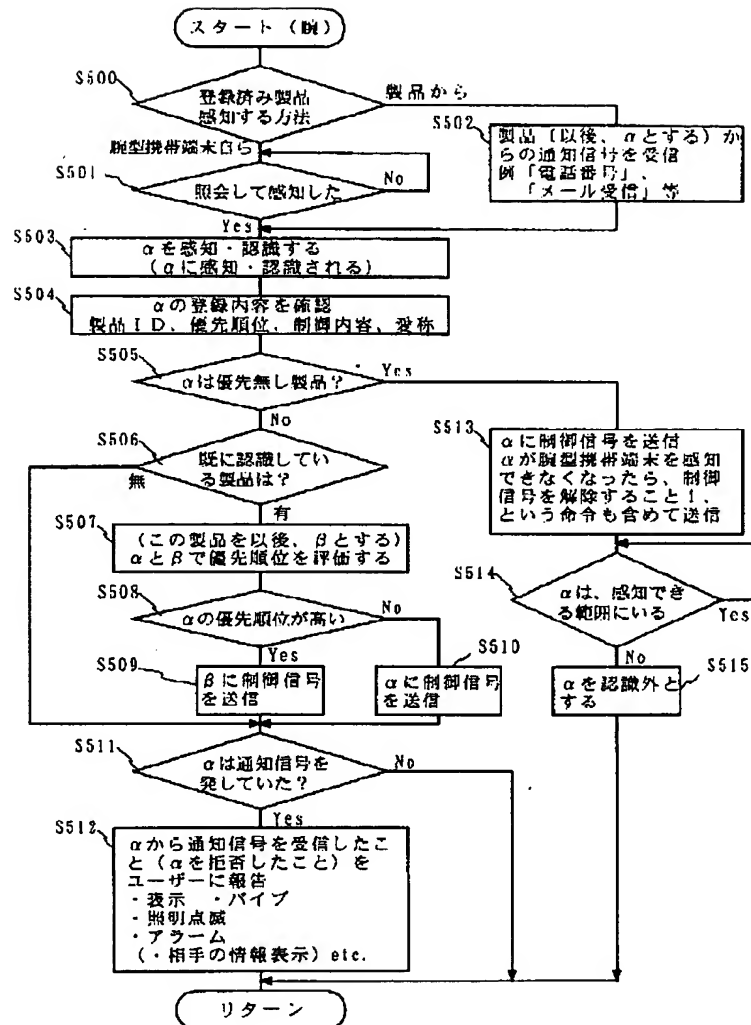 スタート (腕)
S500
登録済み製品
感知する方法
製品から
S502
製品(以後、αとする)か
らの通知信号を受信
例「電話番号」、
「メール受信」等
腕型携帯端末自ら
S501
照会して感知した
No
Yes
S503
αを感知・認識する
(αに感知・認識される)
S504
αの登録内容を確認
製品ID、優先順位、制御内容、愛称
S505
αは優先無し製品?
Yes
No
S506
既に認識してい
る製品は?
無
有
S513
αに制御信号を送信
αが腕型携帯端末を感知
できなくなったら、制御
信号を解除すること!、
という命令も含めて送信
S507
(この製品を以後、βとする)
αとβで優先順位を評価する
S514
αは、感知でき
る範囲にいる
Yes
No
S508
αの優先順位が高い
No
Yes
S509
βに制御信号
を送信
S510
αに制御信号
を送信
S515
αを認識外と
する
S511
αは通知信号を
発していた?
No
Yes
S512
αから通知信号を受信したこ
と(αを拒否したこと)を
ユーザーに報告
・表示 ・バイブ
・照明点滅
・アラーム
(・相手の情報表示) etc.
リターン